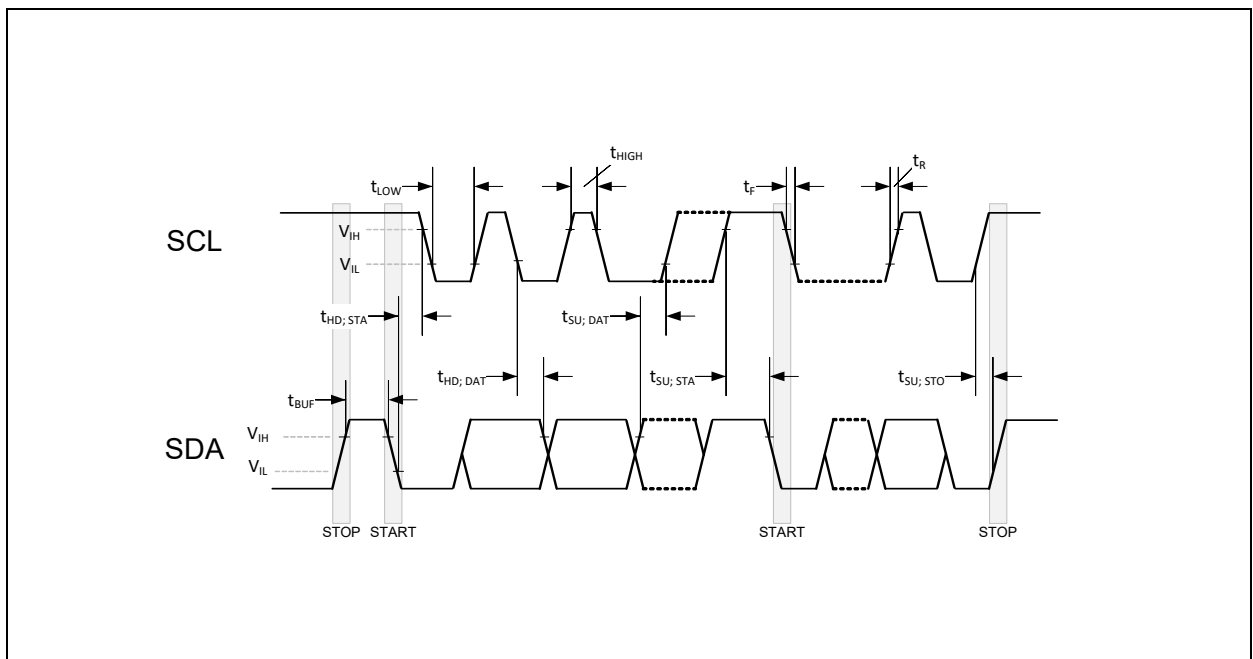 tHIGH
tR
tLOW
tF
SCL
VIH
VIL
tHD; STA
tSU; DAT
tHD; DAT
tSU; STA
tSU; STO
tBUF
VIH
SDA
VIL
STOP START START STOP